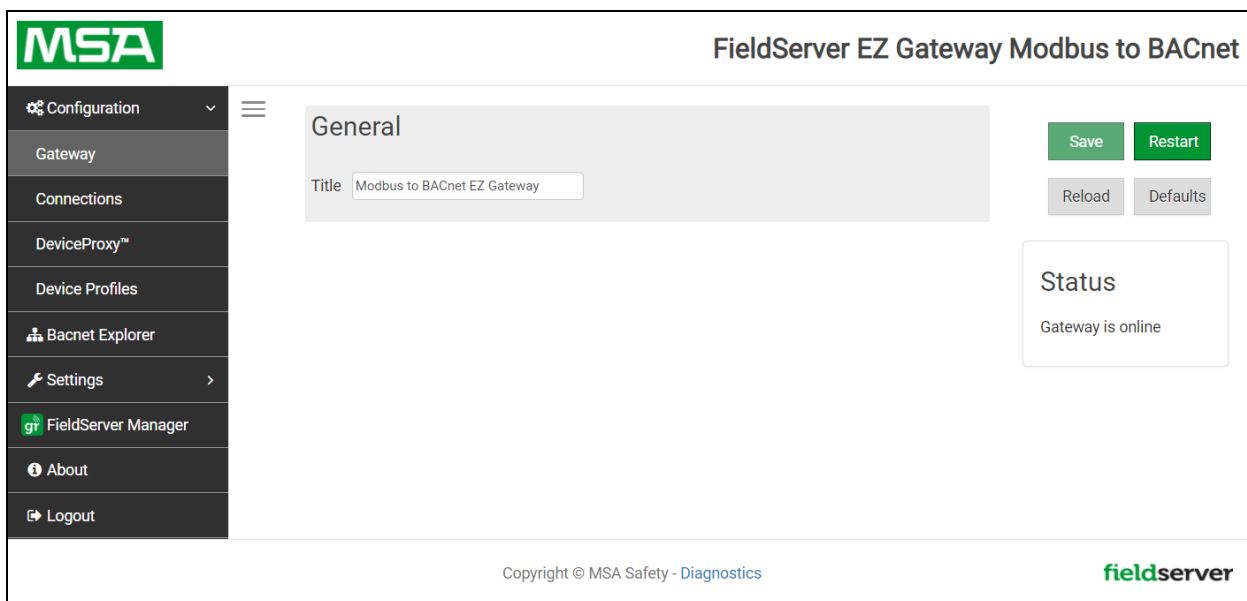 MSA
FieldServer EZ Gateway Modbus to BACnet
Configuration
Gateway
Connections
DeviceProxy™
Device Profiles
Bacnet Explorer
Settings
gr FieldServer Manager
About
Logout
General
Title Modbus to BACnet EZ Gateway
Save Restart
Reload Defaults
Status
Gateway is online
Copyright © MSA Safety - Diagnostics
fieldserver